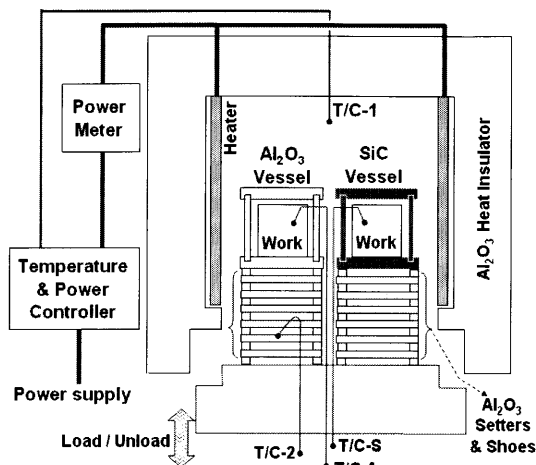 T/C-1
Power
Meter
Heater
Al2O3
Vessel
SiC
Vessel
Al2O3 Heat Insulator
Work
Work
Temperature
& Power
Controller
Power supply
Load / Unload
T/C-2
T/C-S
Al2O3
Setters
& Shoes